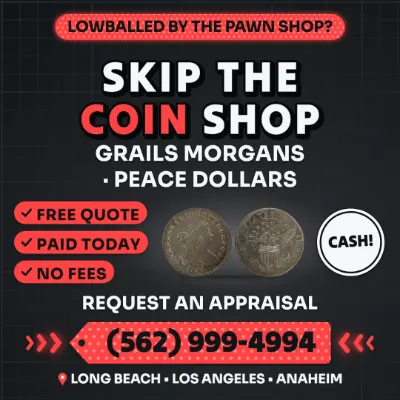 LOWBALLED BY THE PAWN SHOP?
SKIP THE
COIN SHOP
GRAILS MORGANS
· PEACE DOLLARS
✓ FREE QUOTE
✓ PAID TODAY
✓ NO FEES
CASH!
REQUEST AN APPRAISAL
(562) 999-4994
LONG BEACH • LOS ANGELES • ANAHEIM